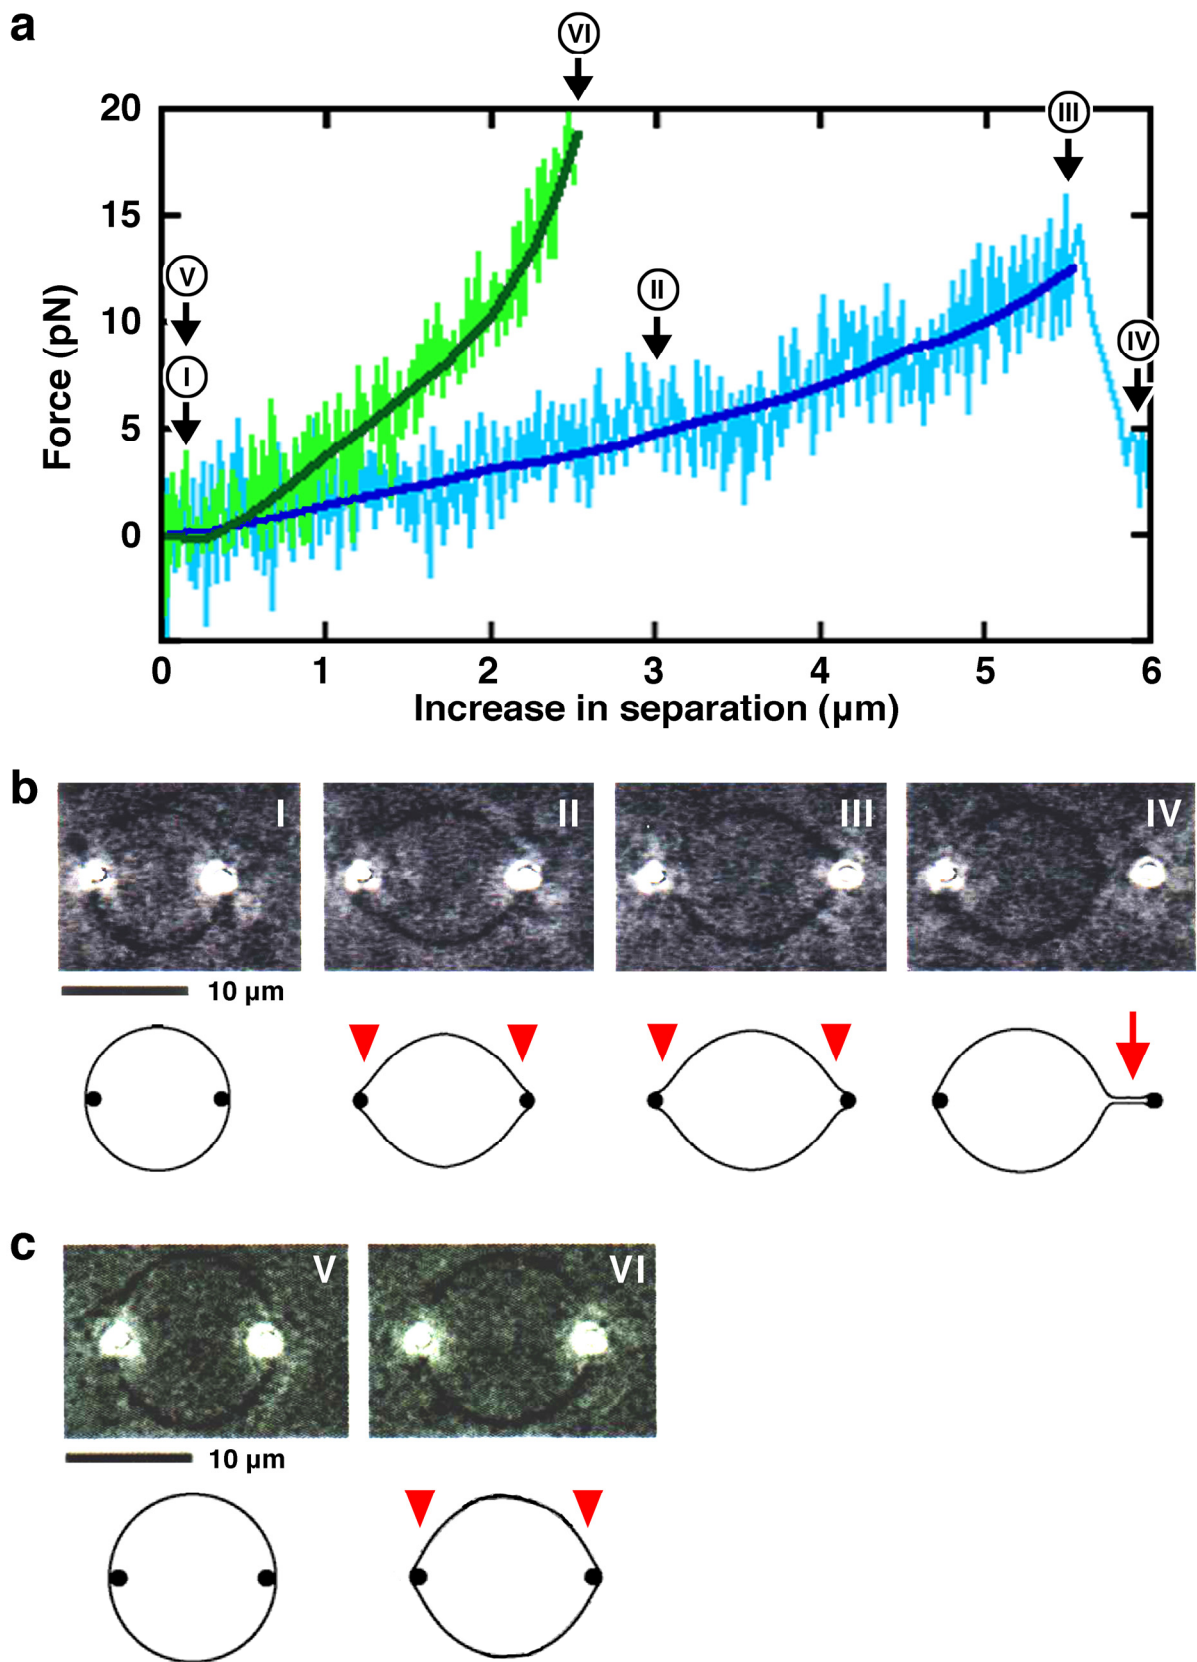 a
VI
20
III
15
V
II
10
IV
I
5
0
Force (pN)
0 1 2 3 4 5 6
Increase in separation (µm)
b
I II III IV
10 µm
c
V VI
10 µm